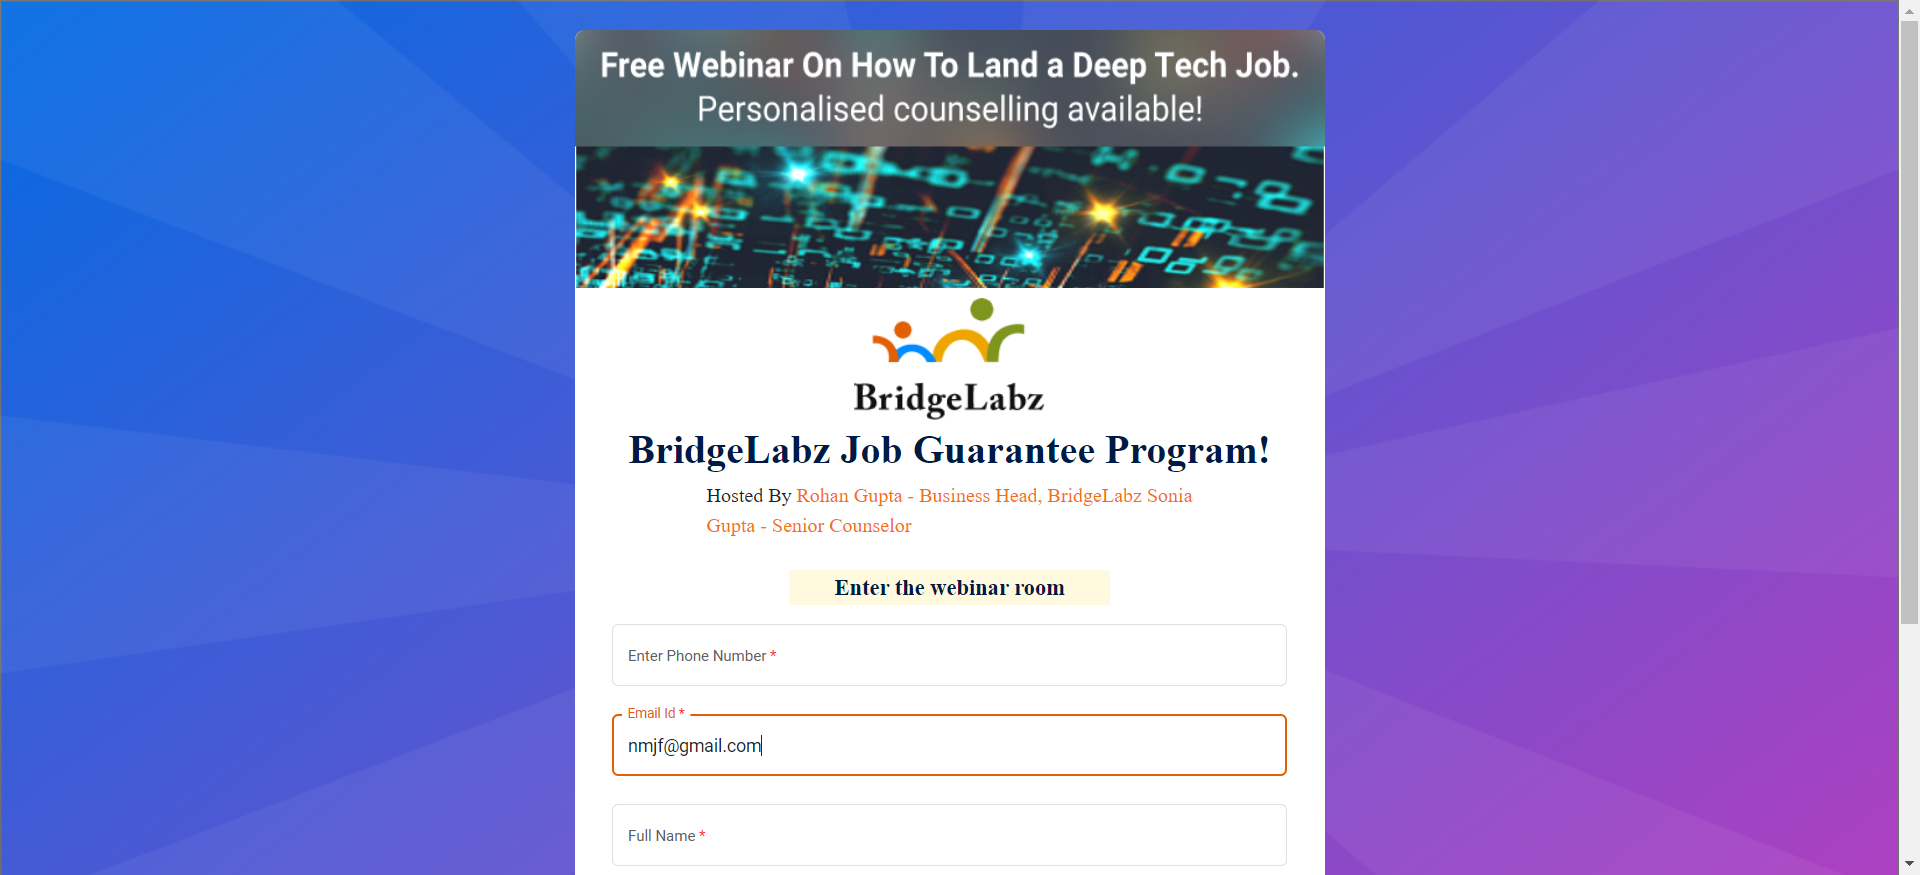 Free Webinar On How To Land a Deep Tech Job.
Personalised counselling available!
BridgeLabz
BridgeLabz Job Guarantee Program!
Hosted By Rohan Gupta - Business Head, BridgeLabz Sonia
Gupta - Senior Counselor
Enter the webinar room
Enter Phone Number *
Email Id *
nmjf@gmail.com
Full Name *